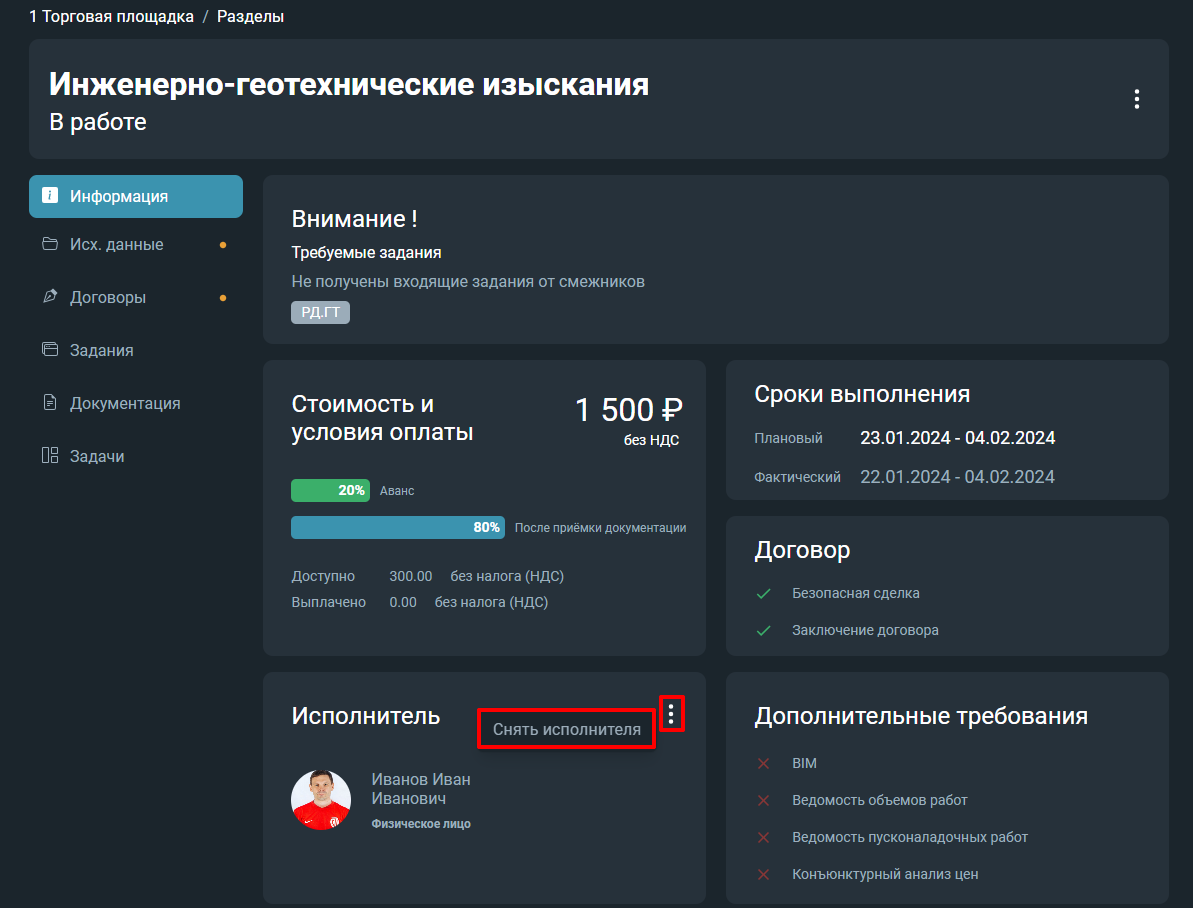 1 Торговая площадка / Разделы
Инженерно-геотехнические изыскания
В работе
Информация
Исх. данные
Договоры
Задания
Документация
Задачи
Внимание !
Требуемые задания
Не получены входящие задания от смежников
РД.ГТ
Стоимость и
условия оплаты
1 500 ₽
без НДС
20% Аванс
80% После приёмки документации
Доступно 300.00 без налога (НДС)
Выплачено 0.00 без налога (НДС)
Сроки выполнения
Плановый 23.01.2024 - 04.02.2024
Фактический 22.01.2024 - 04.02.2024
Договор
Безопасная сделка
Заключение договора
Исполнитель
Снять исполнителя
Иванов Иван
Иванович
Физическое лицо
Дополнительные требования
BIM
Ведомость объемов работ
Ведомость пусконаладочных работ
Конъюнктурный анализ цен